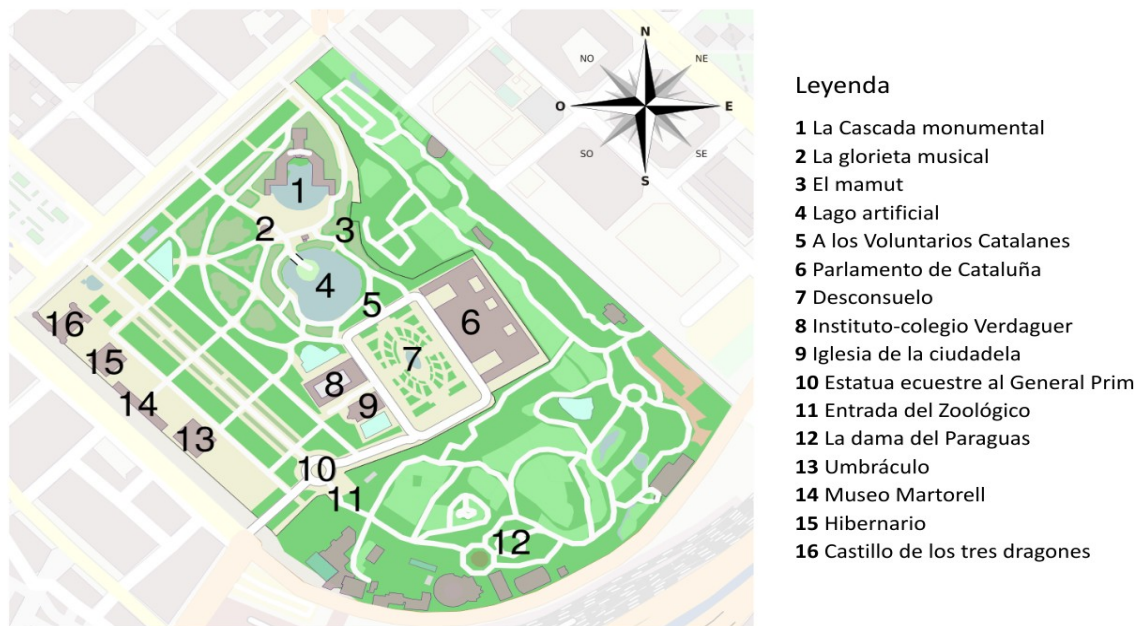 N
NO
NE
O
E
SO
SE
S
1
2
3
4
5
6
7
8
9
10
11
12
13
14
15
16
Leyenda
1 La Cascada monumental
2 La glorieta musical
3 El mamut
4 Lago artificial
5 A los Voluntarios Catalanes
6 Parlamento de Cataluña
7 Desconsuelo
8 Instituto-colegio Verdaguer
9 Iglesia de la ciudadela
10 Estatua ecuestre al General Prim
11 Entrada del Zoológico
12 La dama del Paraguas
13 Umbráculo
14 Museo Martorell
15 Hibernario
16 Castillo de los tres dragones